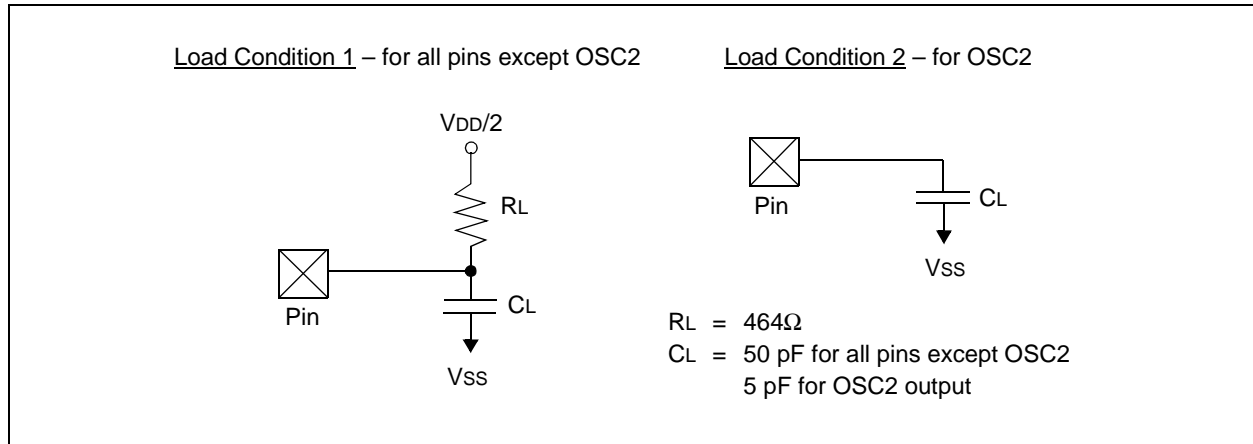 Load Condition 1 – for all pins except OSC2
VDD/2
RL
Pin
CL
VSS
Load Condition 2 – for OSC2
Pin
CL
VSS
RL = 464Ω
CL = 50 pF for all pins except OSC2
5 pF for OSC2 output